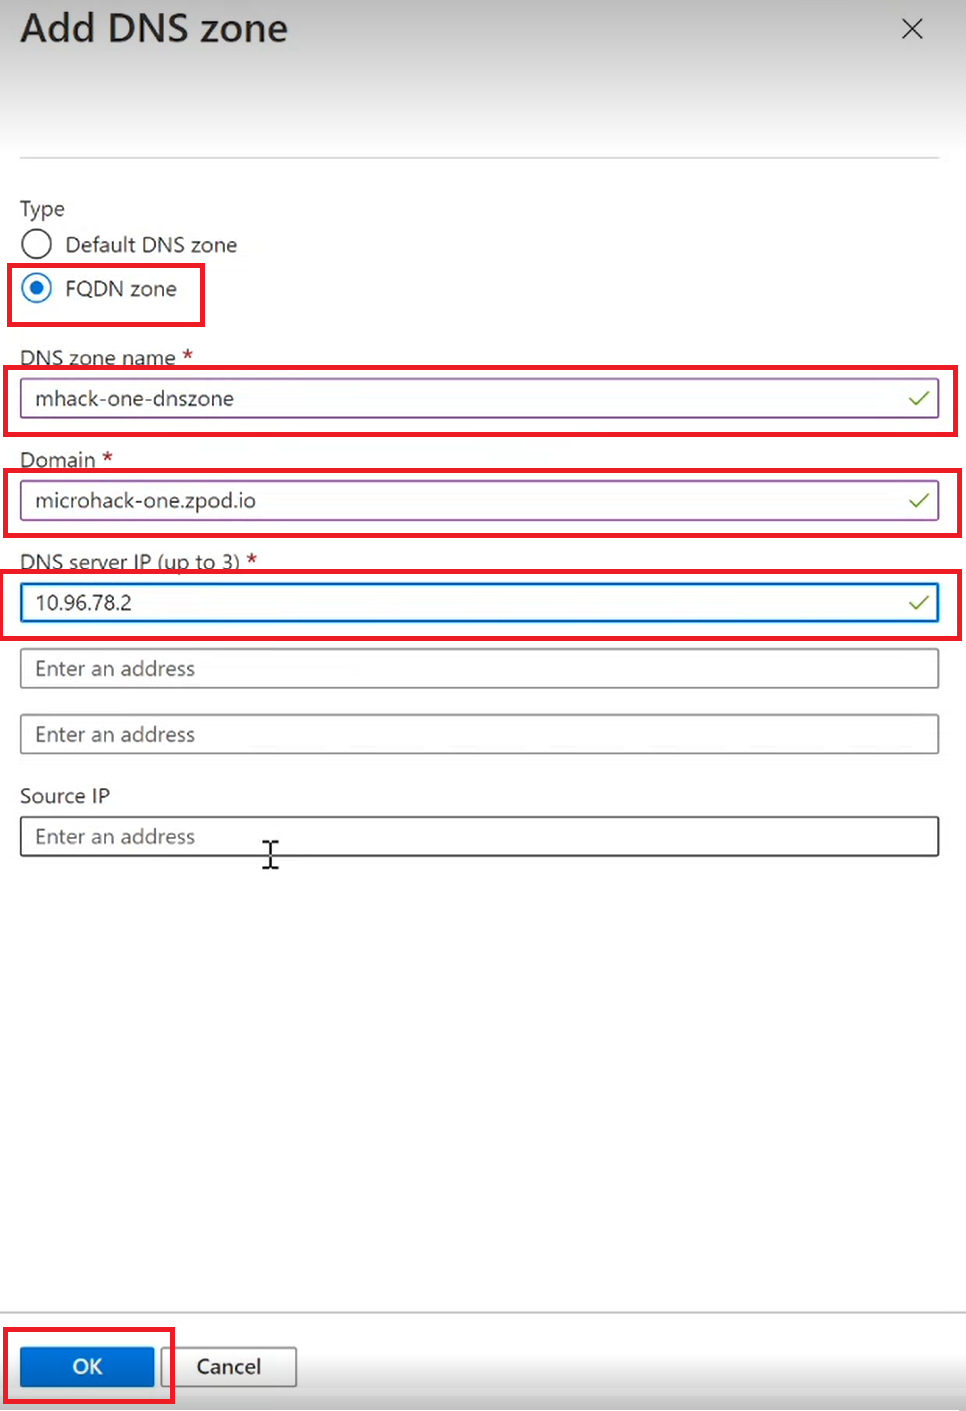 Add DNS zone
Type
Default DNS zone
FQDN zone
DNS zone name *
mhack-one-dnszone
Domain *
microhack-one.zpod.io
DNS server IP (up to 3) *
10.96.78.2
Enter an address
Enter an address
Source IP
Enter an address
OK Cancel